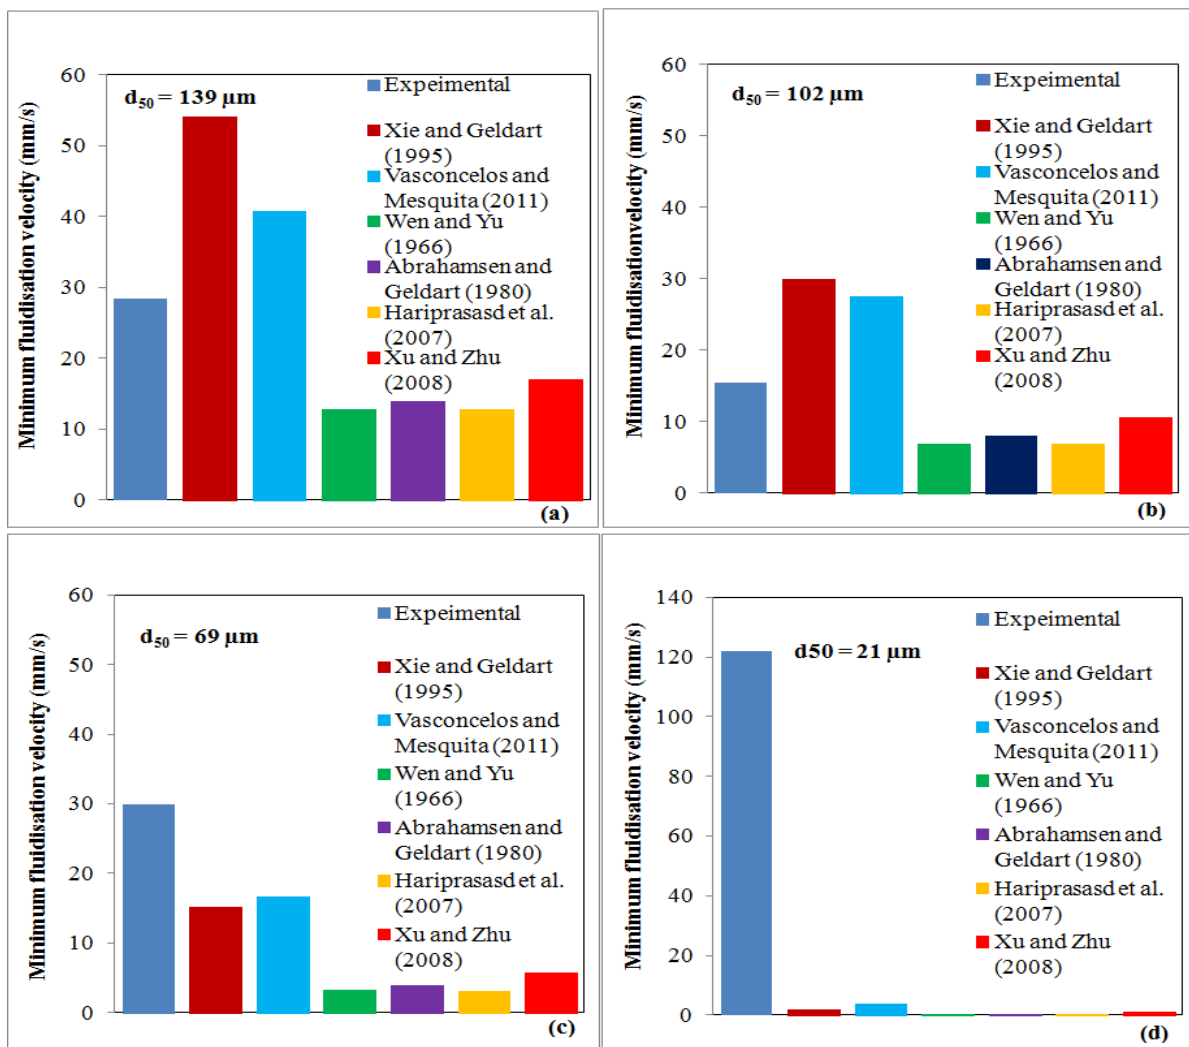 Minimum fluidisation velocity (mm/s)
60
50
40
30
20
10
0
d50 = 139 µm
Expeimental
Xie and Geldart
(1995)
Vasconcelos and
Mesquita (2011)
Wen and Yu
(1966)
Abrahamsen and
Geldart (1980)
Hariprasasd et al.
(2007)
Xu and Zhu
(2008)
(a)
Minimum fluidisationvelocity (mm/s)
60
50
40
30
20
10
0
d50 = 102 µm
Expeimental
Xie and Geldart
(1995)
Vasconcelos and
Mesquita (2011)
Wen and Yu
(1966)
Abrahamsen and
Geldart (1980)
Hariprasasd et al.
(2007)
Xu and Zhu
(2008)
(b)
Minimum fluidisation velocity (mm/s)
60
50
40
30
20
10
0
d50 = 69 µm
Expeimental
Xie and Geldart
(1995)
Vasconcelos and
Mesquita (2011)
Wen and Yu
(1966)
Abrahamsen and
Geldart (1980)
Hariprasasd et al.
(2007)
Xu and Zhu
(2008)
(c)
Minimum fluidisation velocity (mm/s)
140
120
100
80
60
40
20
0
d50 = 21 µm
Expeimental
Xie and Geldart
(1995)
Vasconcelos and
Mesquita (2011)
Wen and Yu
(1966)
Abrahamsen and
Geldart (1980)
Hariprasasd et al.
(2007)
Xu and Zhu
(2008)
(d)